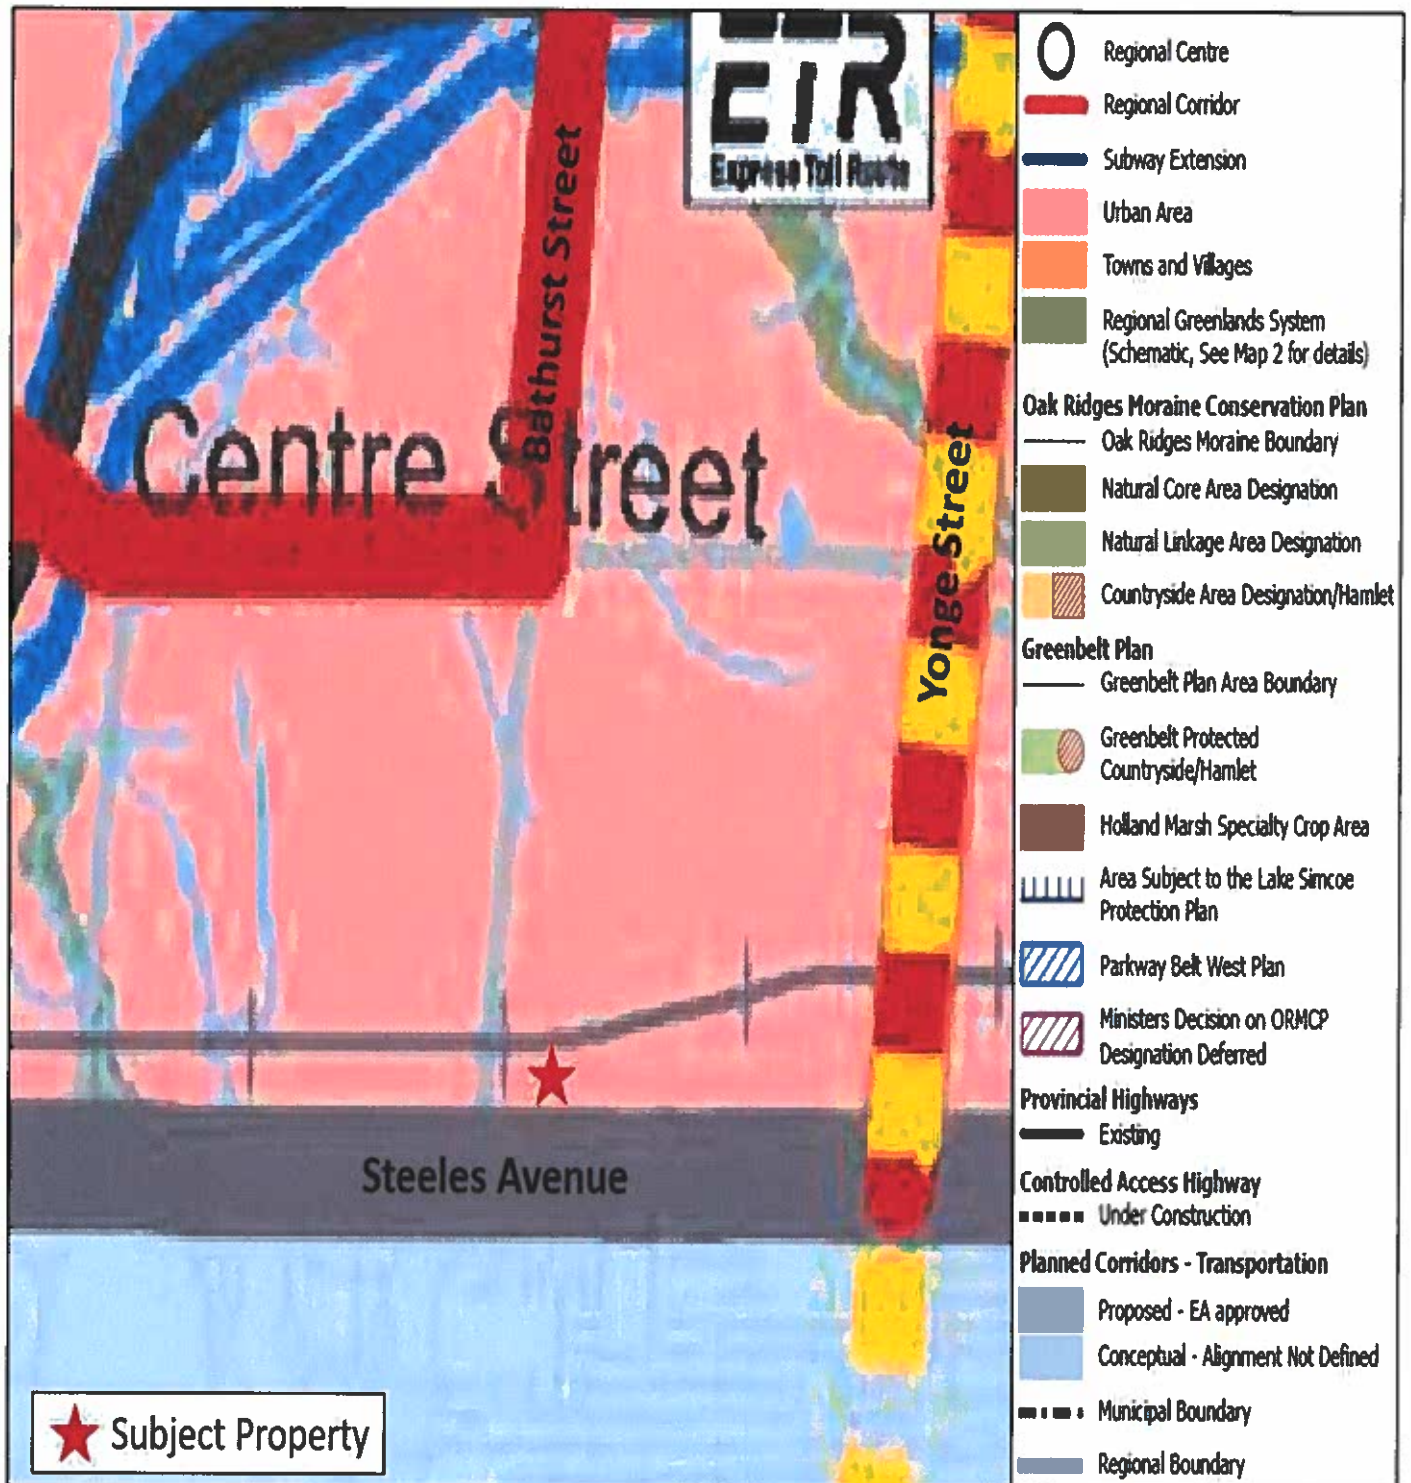 ETR
Express Toll Route
Bathurst Street
Centre Street
Yonge Street
Steeles Avenue
Subject Property
Regional Centre
Regional Corridor
Subway Extension
Urban Area
Towns and Villages
Regional Greenlands System
(Schematic, See Map 2 for details)
Oak Ridges Moraine Conservation Plan
Oak Ridges Moraine Boundary
Natural Core Area Designation
Natural Linkage Area Designation
Countryside Area Designation/Hamlet
Greenbelt Plan
Greenbelt Plan Area Boundary
Greenbelt Protected
Countryside/Hamlet
Holland Marsh Specialty Crop Area
Area Subject to the Lake Simcoe
Protection Plan
Parkway Belt West Plan
Ministers Decision on ORMCP
Designation Deferred
Provincial Highways
Existing
Controlled Access Highway
Under Construction
Planned Corridors - Transportation
Proposed - EA approved
Conceptual - Alignment Not Defined
Municipal Boundary
Regional Boundary